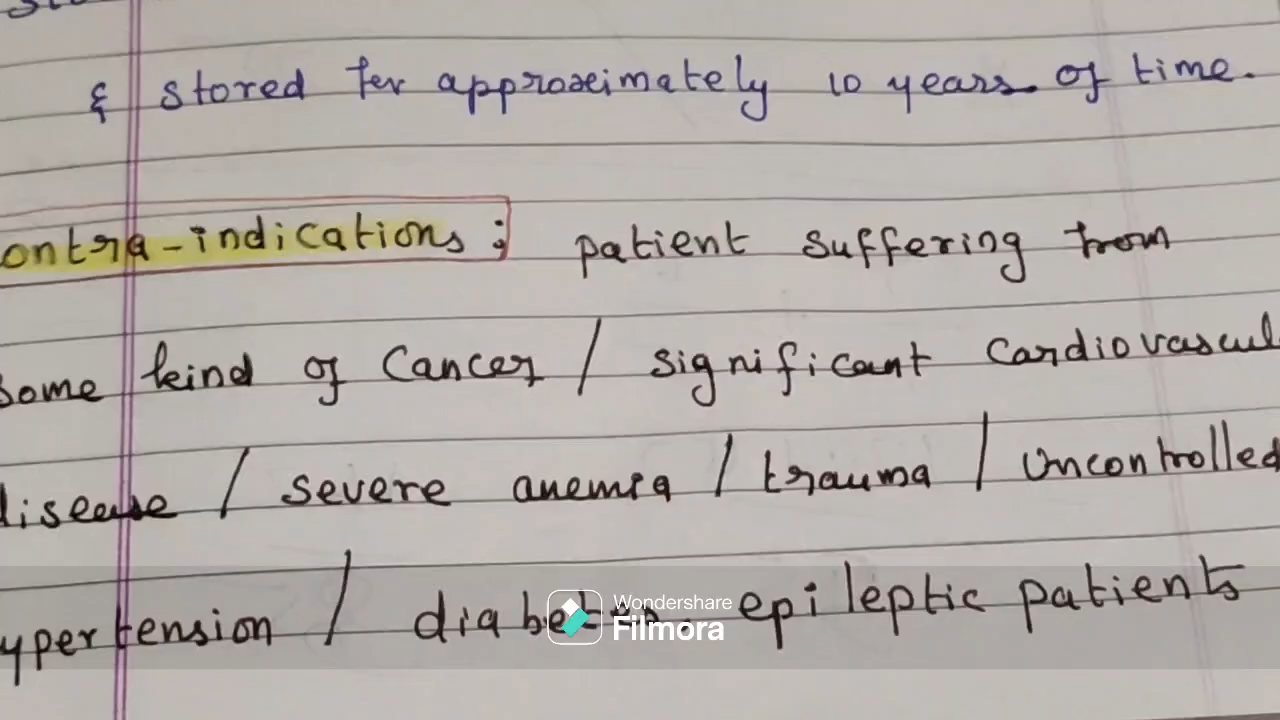 & stored for approximately 10 years of time.
ontra-indications : patient suffering from
some kind of cancer / significant cardiovascul
disease / severe anemia / trauma / uncontrolled
ypertension / diabetes. epileptic patients
Wondershare
Filmora